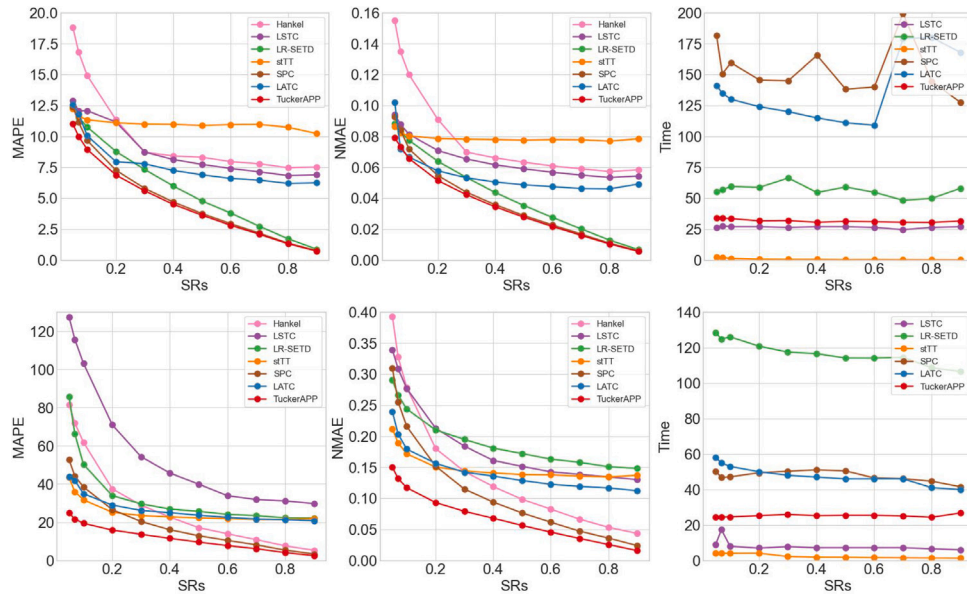 20.0
17.5
15.0
12.5
10.0
7.5
5.0
2.5
0.0
MAPE
0.2 0.4 0.6 0.8
SRs
Hankel
LSTC
LR-SETD
stTT
SPC
LATC
TuckerAPP
0.16
0.14
0.12
0.10
0.08
0.06
0.04
0.02
0.00
NMAE
0.2 0.4 0.6 0.8
SRs
Hankel
LSTC
LR-SETD
stTT
SPC
LATC
TuckerAPP
200
175
150
125
100
75
50
25
0
Time
0.2 0.4 0.6 0.8
SRs
LSTC
LR-SETD
stTT
SPC
LATC
TuckerAPP
120
100
80
60
40
20
0
MAPE
0.2 0.4 0.6 0.8
SRs
Hankel
LSTC
LR-SETD
stTT
SPC
LATC
TuckerAPP
0.40
0.35
0.30
0.25
0.20
0.15
0.10
0.05
0.00
NMAE
0.2 0.4 0.6 0.8
SRs
Hankel
LSTC
LR-SETD
stTT
SPC
LATC
TuckerAPP
140
120
100
80
60
40
20
0
Time
0.2 0.4 0.6 0.8
SRs
LSTC
LR-SETD
stTT
SPC
LATC
TuckerAPP